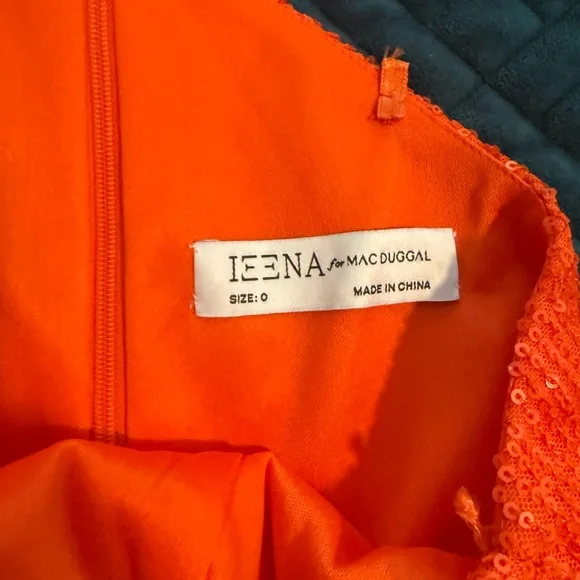 IEENA for MAC DUGGAL
SIZE: 0 MADE IN CHINA